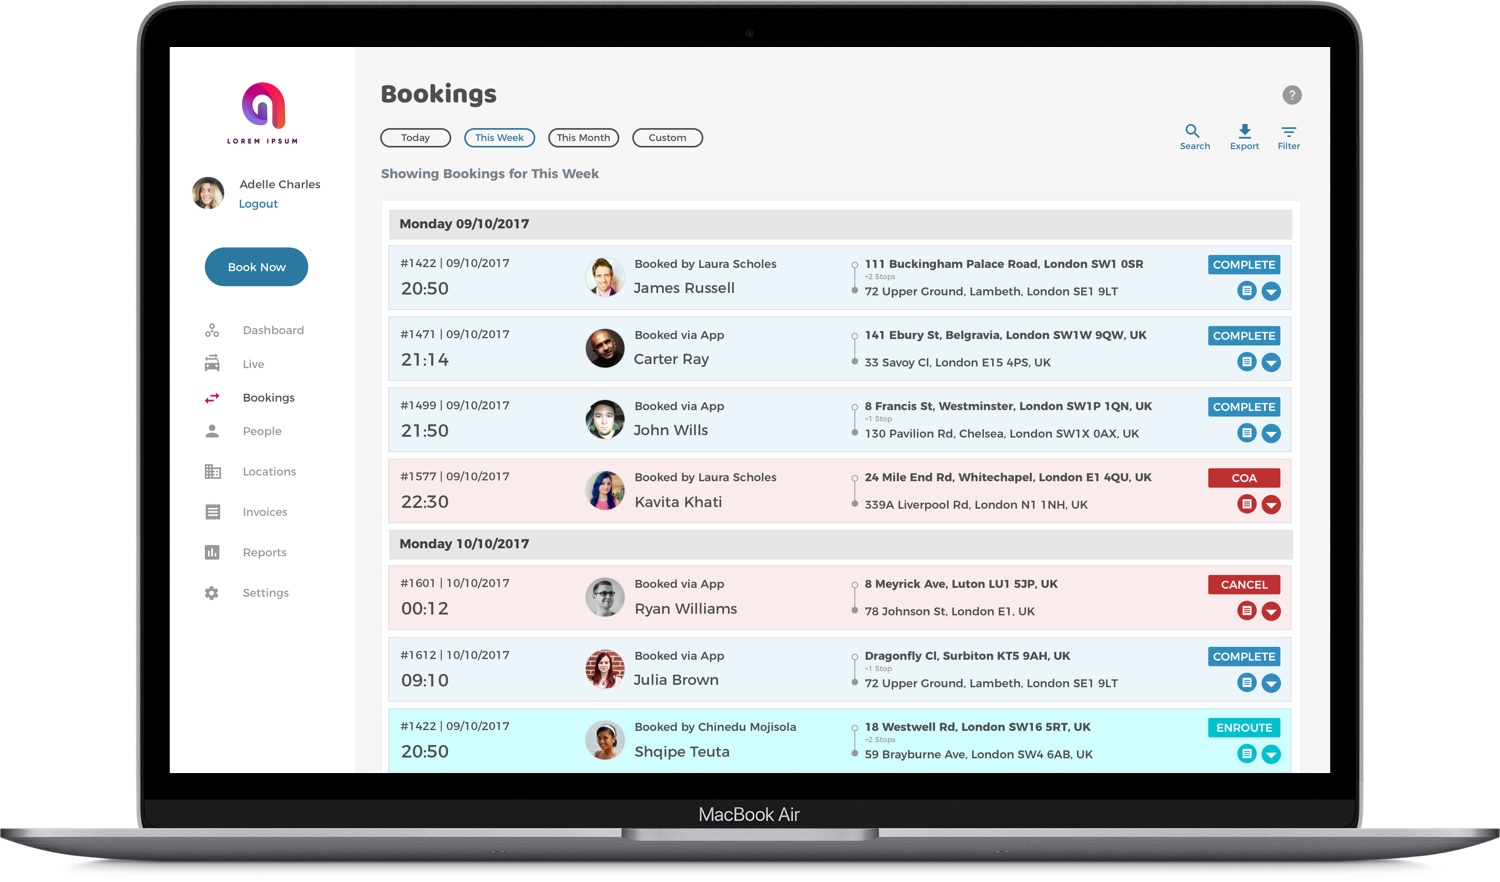 LOREM IPSUM
Adelle Charles
Logout
Book Now
Dashboard
Live
Bookings
People
Locations
Invoices
Reports
Settings
Bookings
?
Today
This Week
This Month
Custom
Search
Export
Filter
Showing Bookings for This Week
Monday 09/10/2017
#1422 | 09/10/2017
20:50
Booked by Laura Scholes
James Russell
111 Buckingham Palace Road, London SW1 0SR
+2 Stops
72 Upper Ground, Lambeth, London SE1 9LT
COMPLETE
#1471 | 09/10/2017
21:14
Booked via App
Carter Ray
141 Ebury St, Belgravia, London SW1W 9QW, UK
33 Savoy Cl, London E15 4PS, UK
COMPLETE
#1499 | 09/10/2017
21:50
Booked via App
John Wills
8 Francis St, Westminster, London SW1P 1QN, UK
+1 Stop
130 Pavilion Rd, Chelsea, London SW1X 0AX, UK
COMPLETE
#1577 | 09/10/2017
22:30
Booked by Laura Scholes
Kavita Khati
24 Mile End Rd, Whitechapel, London E1 4QU, UK
339A Liverpool Rd, London N1 1NH, UK
COA
Monday 10/10/2017
#1601 | 10/10/2017
00:12
Booked via App
Ryan Williams
8 Meyrick Ave, Luton LU1 5JP, UK
78 Johnson St, London E1, UK
CANCEL
#1612 | 10/10/2017
09:10
Booked via App
Julia Brown
Dragonfly Cl, Surbiton KT5 9AH, UK
+1 Stop
72 Upper Ground, Lambeth, London SE1 9LT
COMPLETE
#1422 | 09/10/2017
20:50
Booked by Chinedu Mojisola
Shqipe Teuta
18 Westwell Rd, London SW16 5RT, UK
+2 Stops
59 Brayburne Ave, London SW4 6AB, UK
ENROUTE
MacBook Air